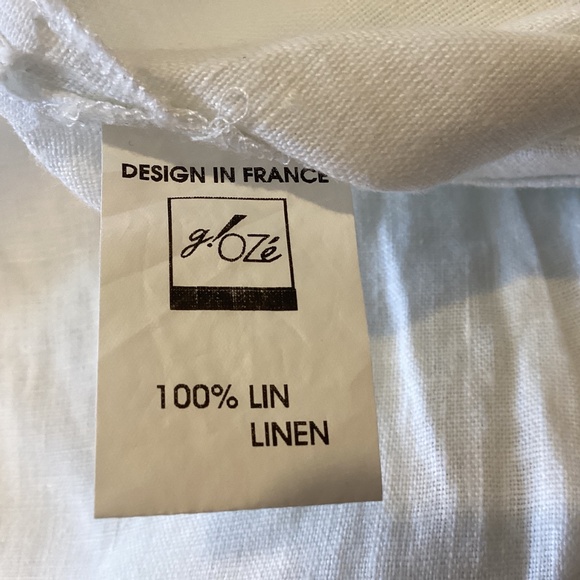 DESIGN IN FRANCE
g!OZé
100% LIN
LINEN